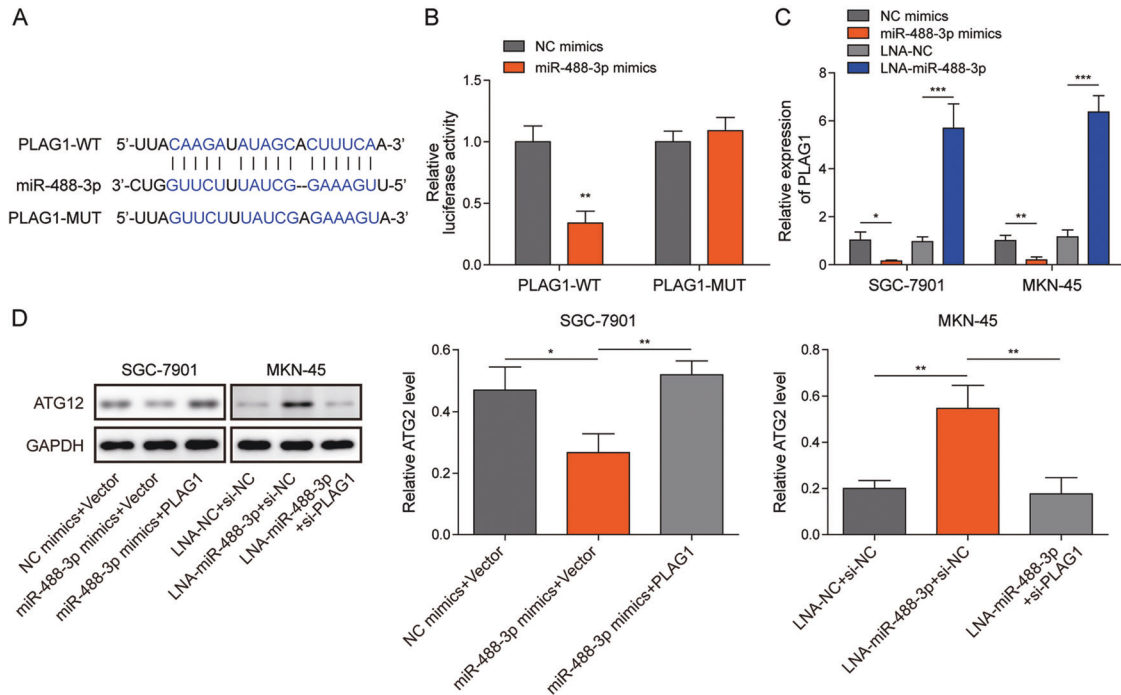 A
PLAG1-WT 5'-UUACAAGAUAUAGCACUUUCAA-3'
miR-488-3p 3'-CUGGUUCUUUAUCG--GAAAGUU-5'
PLAG1-MUT 5'-UUAGUUCUUUAUCGAGAAAGUA-3'
B
NC mimics
miR-488-3p mimics
Relative
luciferase activity
1.5
1.0
0.5
0.0
**
PLAG1-WT PLAG1-MUT
C
NC mimics
miR-488-3p mimics
LNA-NC
LNA-miR-488-3p
Relative expression
of PLAG1
8
6
4
2
0
* *** ** ***
SGC-7901 MKN-45
D
SGC-7901 MKN-45
ATG12
GAPDH
NC mimics+Vector
miR-488-3p mimics+Vector
miR-488-3p mimics+PLAG1
LNA-NC+si-NC
LNA-miR-488-3p+si-NC
LNA-miR-488-3p
+si-PLAG1
SGC-7901
Relative ATG2 level
0.6
0.4
0.2
0.0
* **
NC mimics+Vector
miR-488-3p mimics+Vector
miR-488-3p mimics+PLAG1
MKN-45
Relative ATG2 level
0.8
0.6
0.4
0.2
0.0
** **
LNA-NC+si-NC
LNA-miR-488-3p+si-NC
LNA-miR-488-3p
+si-PLAG1